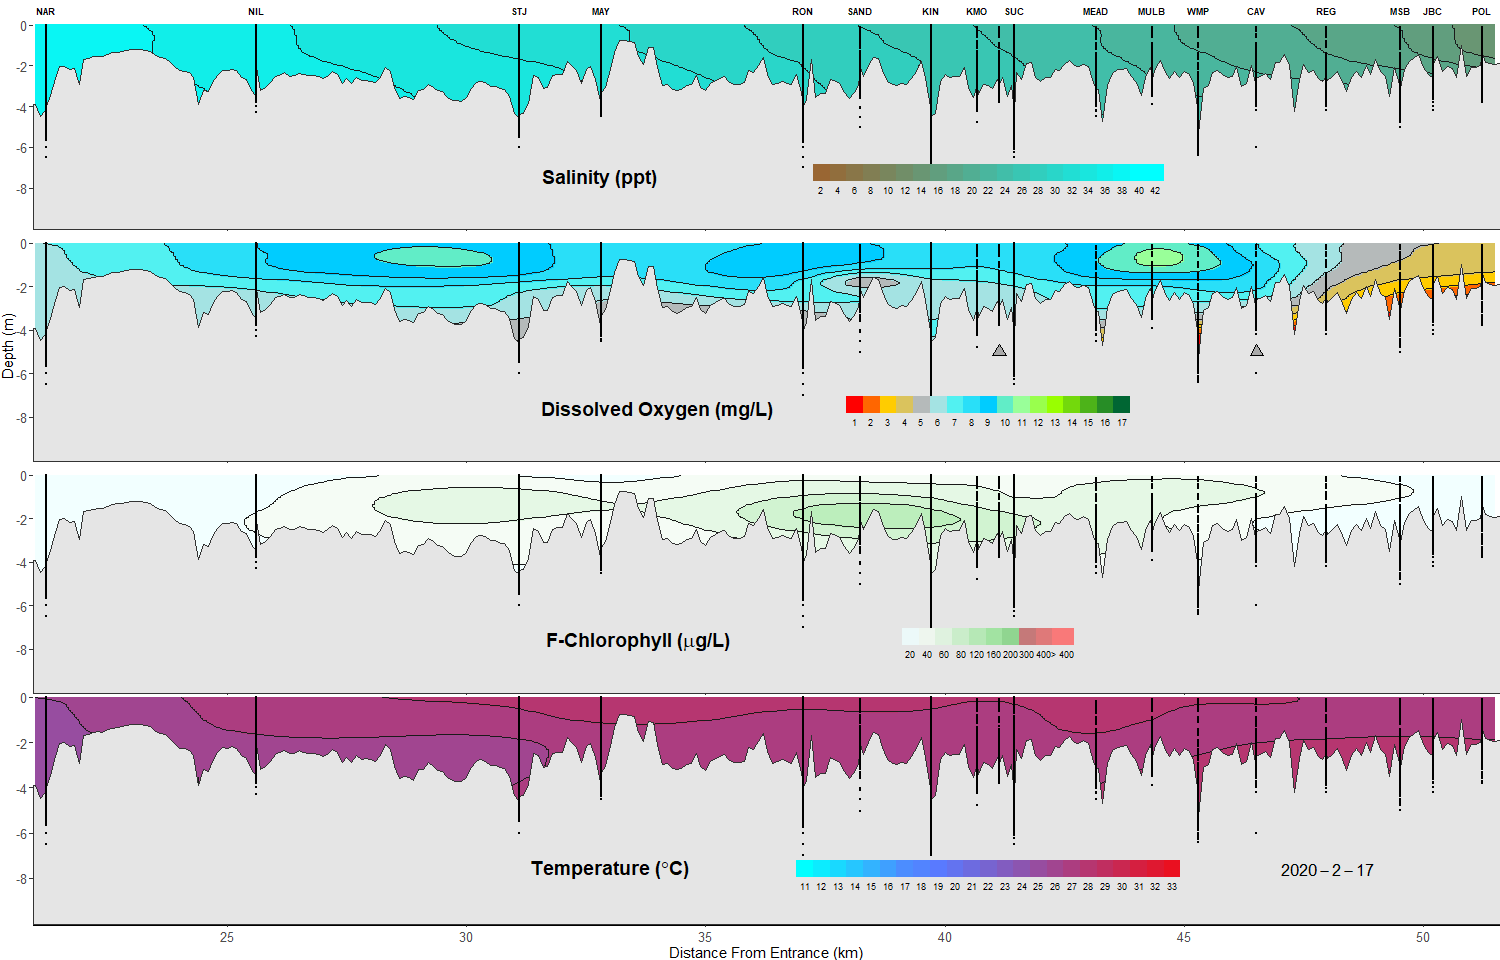 NAR NIL STJ MAY RON SAND KIN KMO SUC MEAD MULB WMP CAV REG MSB JBC POL
0
-2
-4
-6
-8
Salinity (ppt)
2 4 6 8 10 12 14 16 18 20 22 24 26 28 30 32 34 36 38 40 42
0
-2
-4
-6
-8
Depth (m)
Dissolved Oxygen (mg/L)
1 2 3 4 5 6 7 8 9 10 11 12 13 14 15 16 17
0
-2
-4
-6
-8
F-Chlorophyll (μg/L)
20 40 60 80 120 160 200 300 400> 400
0
-2
-4
-6
-8
Temperature (°C)
11 12 13 14 15 16 17 18 19 20 21 22 23 24 25 26 27 28 29 30 31 32 33
2020 – 2 – 17
25 30 35 40 45 50
Distance From Entrance (km)